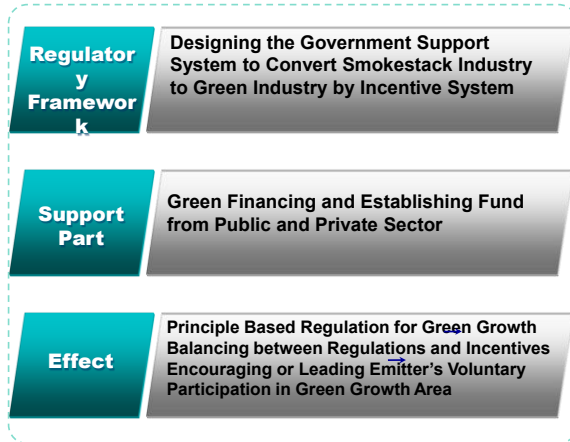 Regulator
y
Framewor
k
Designing the Government Support
System to Convert Smokestack Industry
to Green Industry by Incentive System
Support
Part
Green Financing and Establishing Fund
from Public and Private Sector
Effect
Principle Based Regulation for Green Growth
Balancing between Regulations and Incentives
Encouraging or Leading Emitter's Voluntary
Participation in Green Growth Area